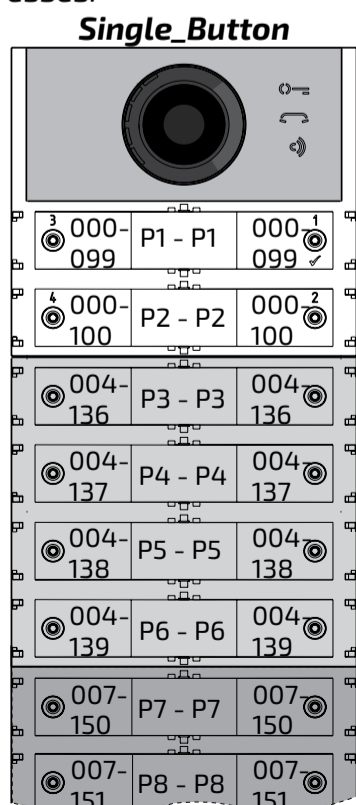 Single_Button
3 000-099 P1 - P1 000-099 1 ✓
4 000-100 P2 - P2 000-100 2
004-136 P3 - P3 004-136
004-137 P4 - P4 004-137
004-138 P5 - P5 004-138
004-139 P6 - P6 004-139
007-150 P7 - P7 007-150
007-151 P8 - P8 007-151